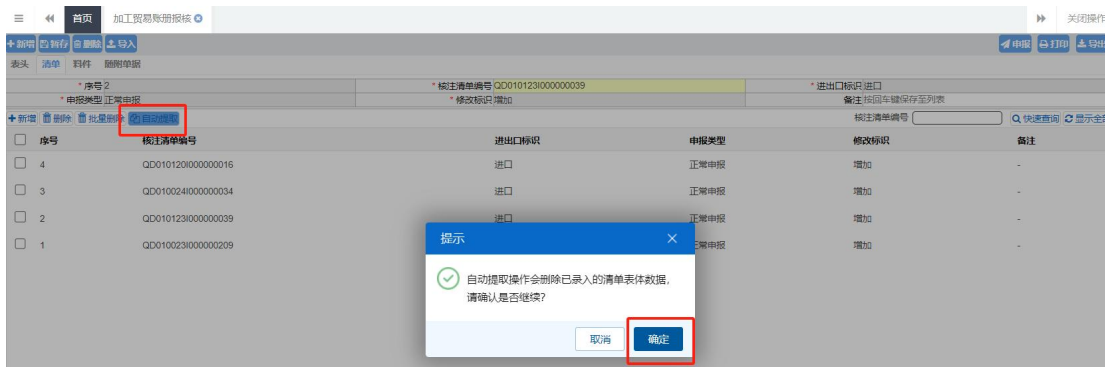 首页 加工贸易账册报核 关闭操作
新增 暂存 删除 导入 申报 打印 导出
表头 清单 料件 随附单据
* 序号 2 * 核注清单编号 QD010123I000000039 * 进出口标识 进口
* 申报类型 正常申报 * 修改标识 增加 备注 按回车键保存至列表
新增 删除 批量删除 自动提取 核注清单编号 快速查询 显示全部
序号 核注清单编号 进出口标识 申报类型 修改标识 备注
4 QD010120I000000016 进口 正常申报 增加 -
3 QD010024I000000034 进口 正常申报 增加 -
2 QD010123I000000039 进口 正常申报 增加 -
1 QD010023I000000209 正常申报 增加 -
提示
自动提取操作会删除已录入的清单表体数据,
请确认是否继续?
取消 确定